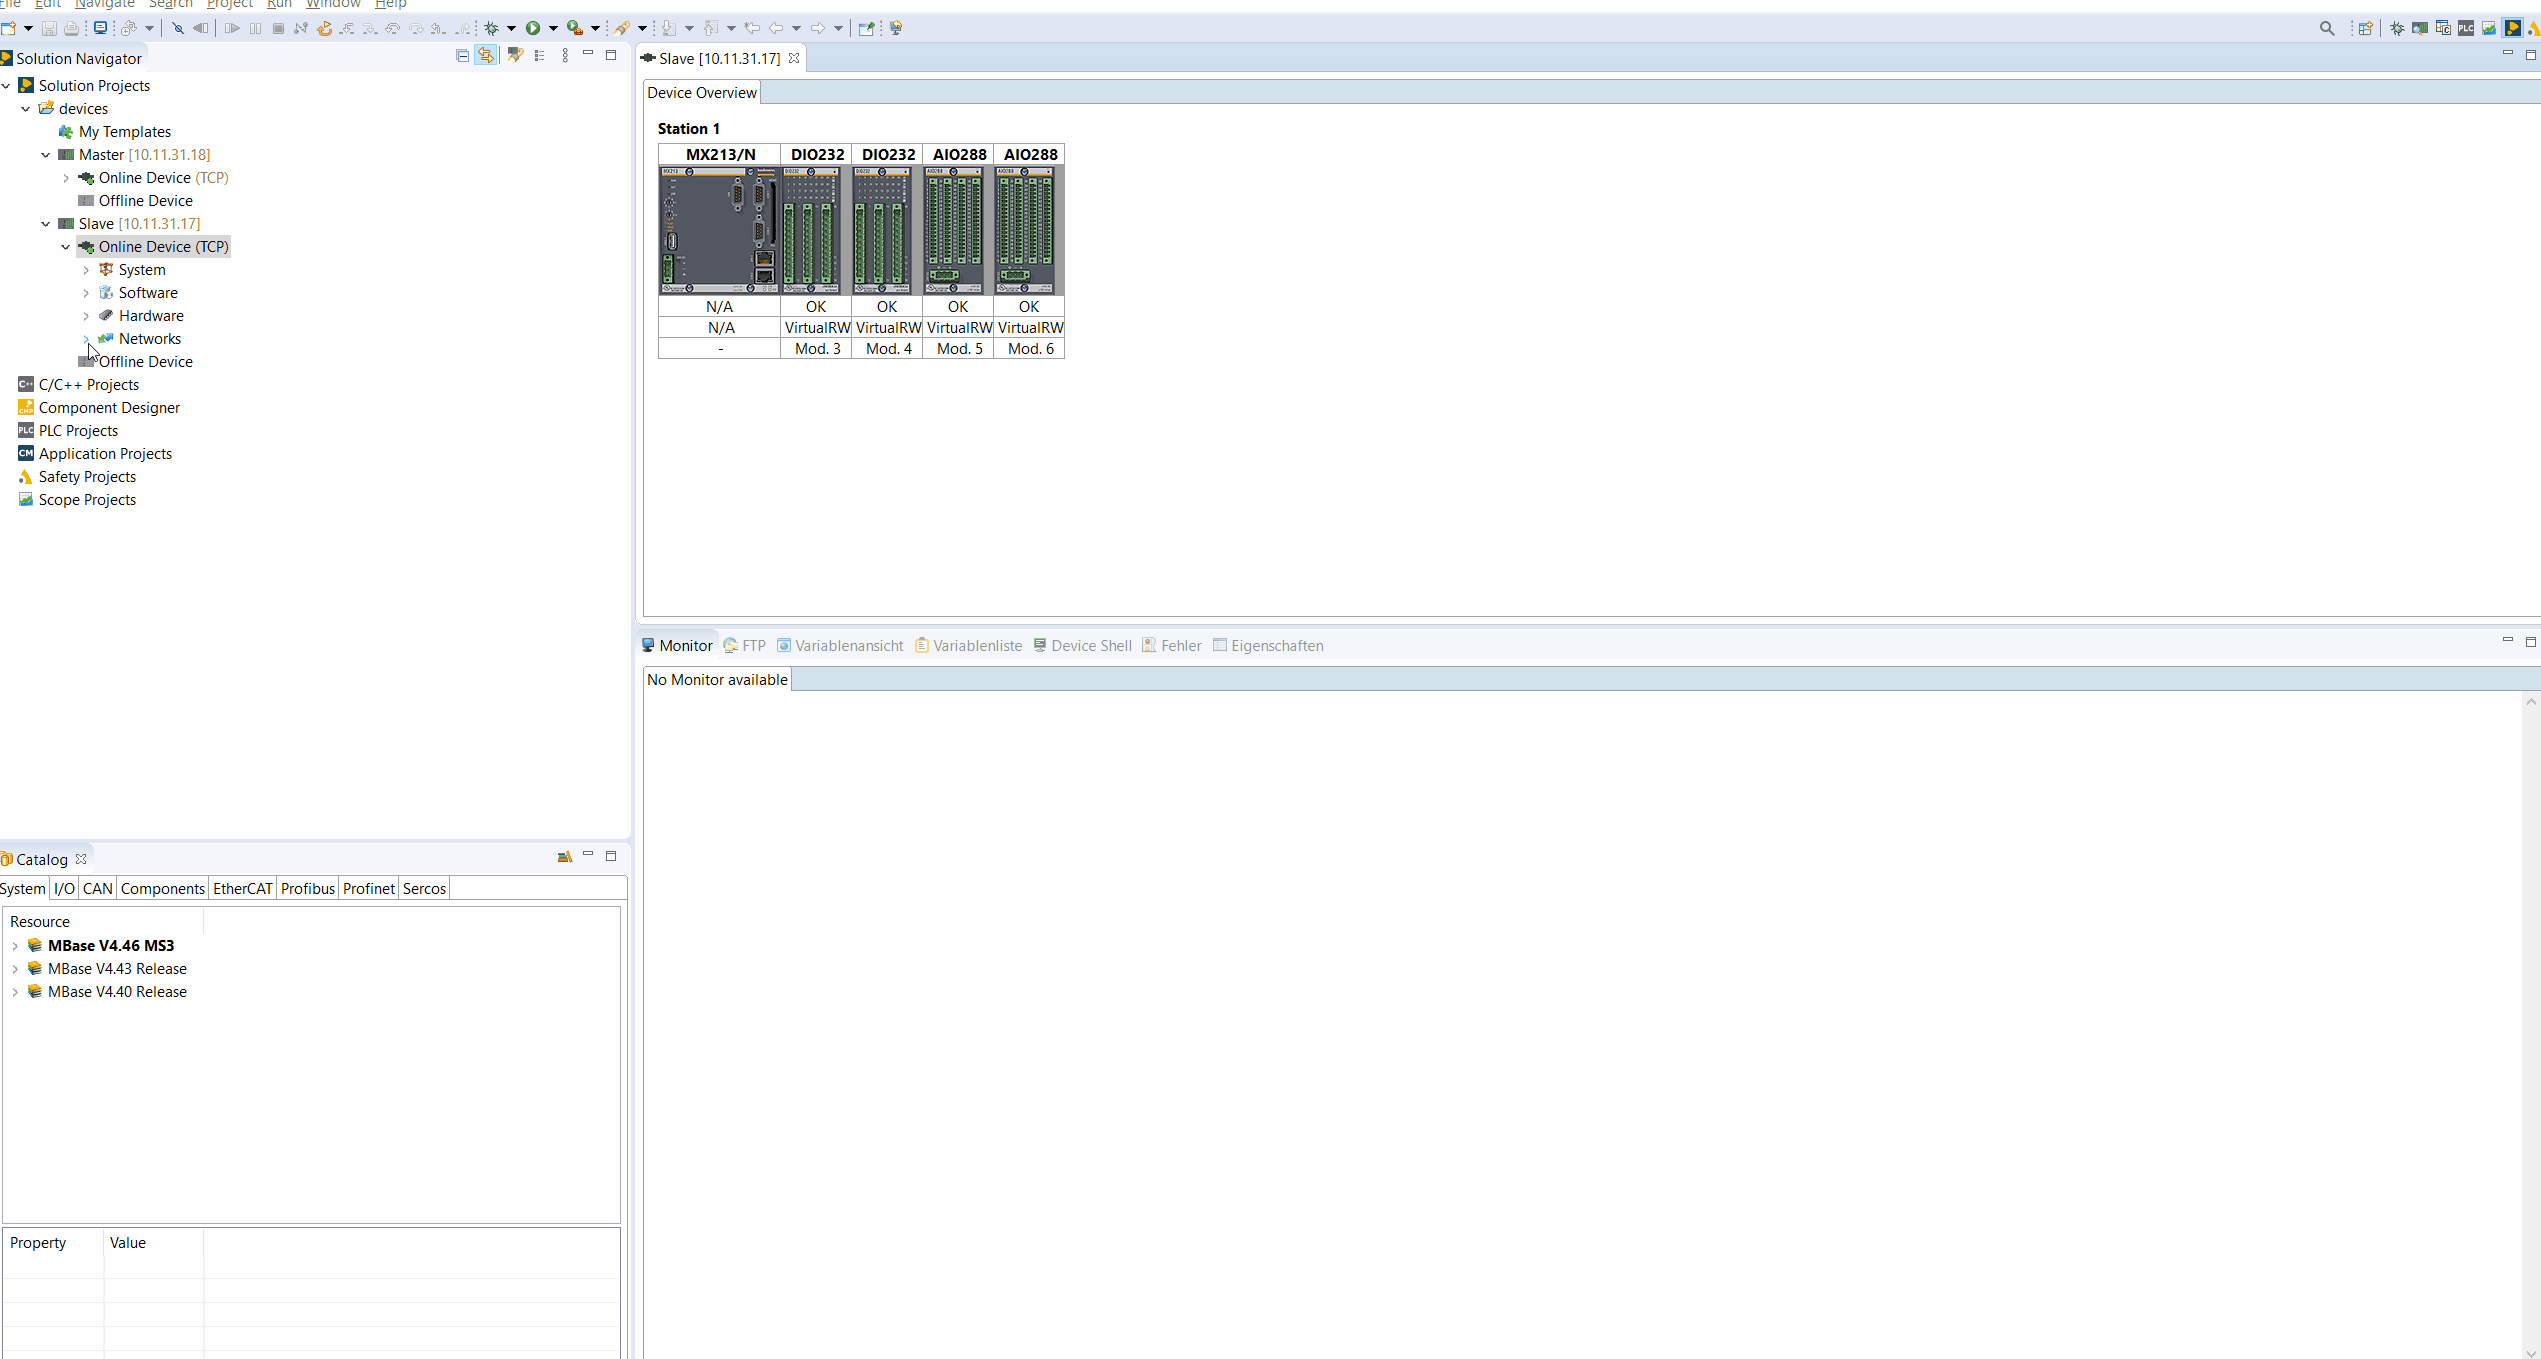 File Edit Navigate Search Project Run Window Help
Solution Navigator
Solution Projects
devices
My Templates
Master [10.11.31.18]
Online Device (TCP)
Offline Device
Slave [10.11.31.17]
Online Device (TCP)
System
Software
Hardware
Networks
Offline Device
C/C++ Projects
Component Designer
PLC Projects
Application Projects
Safety Projects
Scope Projects
Slave [10.11.31.17]
Device Overview
Station 1
MX213/N DIO232 DIO232 AIO288 AIO288
N/A OK OK OK OK
N/A VirtualRW VirtualRW VirtualRW VirtualRW
- Mod. 3 Mod. 4 Mod. 5 Mod. 6
Monitor FTP Variablenansicht Variablenliste Device Shell Fehler Eigenschaften
No Monitor available
Catalog
System I/O CAN Components EtherCAT Profibus Profinet Sercos
Resource
MBase V4.46 MS3
MBase V4.43 Release
MBase V4.40 Release
Property Value